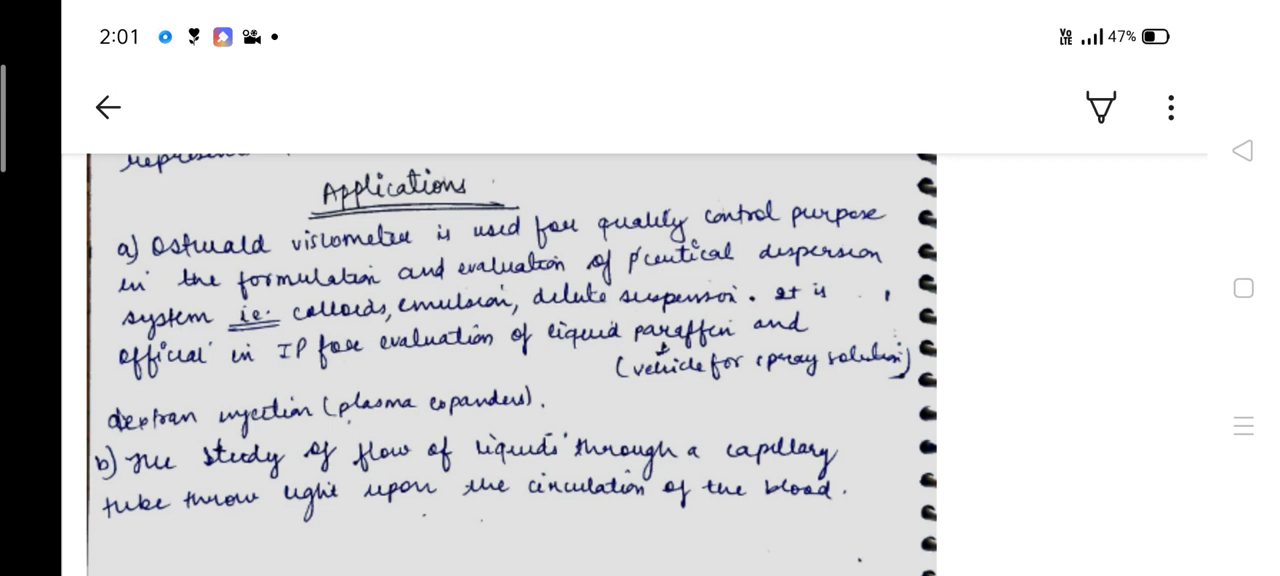 2:01
Vo LTE 47%
Applications
a) Ostwald viscometer is used for quality control purpose
in the formulation and evaluation of p'ceutical dispersion
system ie. colloids, emulsion, dilute suspension. It is
official in IP for evaluation of liquid paraffin and
(vehicle for spray solution)
dextran injection (plasma expanders).
b) The study of flow of liquids through a capillary
tube throw light upon the circulation of the blood.